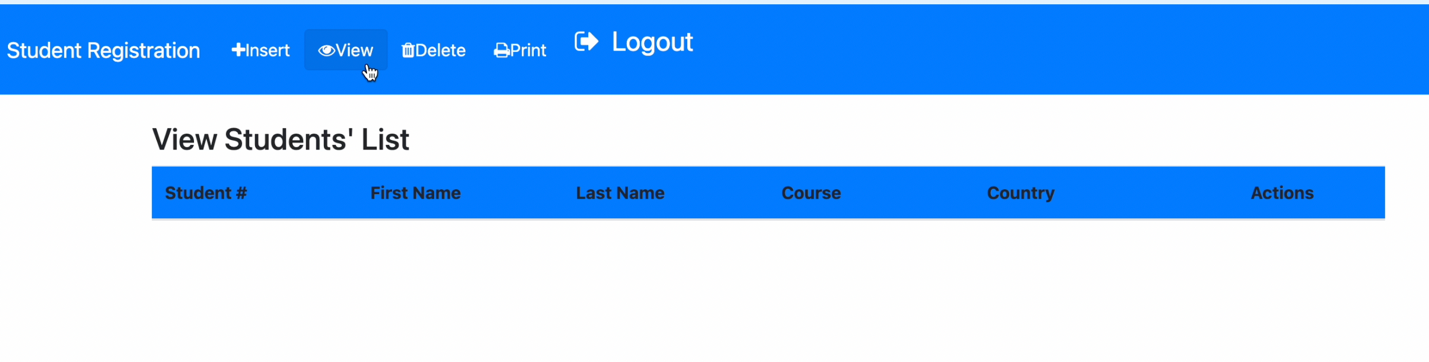 Student Registration Insert View Delete Print Logout
View Students' List
Student # First Name Last Name Course Country Actions